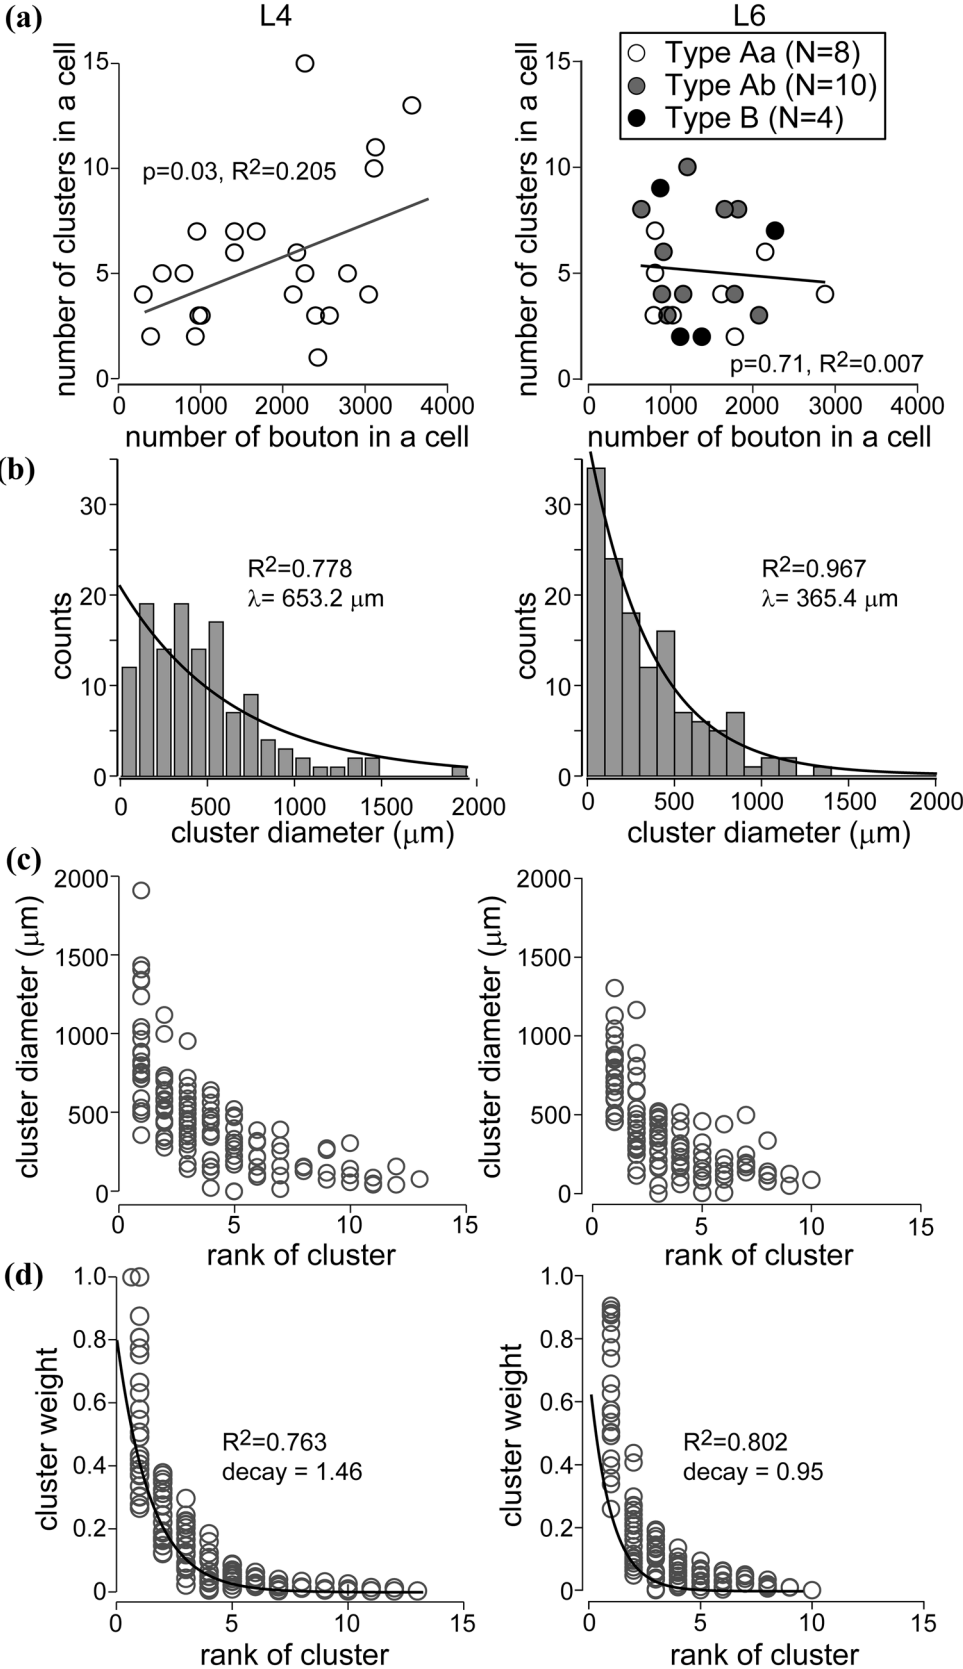 (a)
L4
L6
number of clusters in a cell
15
10
5
0
p=0.03, R2=0.205
0 1000 2000 3000 4000
number of bouton in a cell
number of clusters in a cell
15
10
5
0
Type Aa (N=8)
Type Ab (N=10)
Type B (N=4)
p=0.71, R2=0.007
0 1000 2000 3000 4000
number of bouton in a cell
(b)
counts
30
20
10
0
R2=0.778
λ= 653.2 μm
0 500 1000 1500 2000
cluster diameter (μm)
counts
30
20
10
0
R2=0.967
λ= 365.4 μm
0 500 1000 1500 2000
cluster diameter (μm)
(c)
cluster diameter (μm)
2000
1500
1000
500
0
0 5 10 15
rank of cluster
cluster diameter (μm)
2000
1500
1000
500
0
0 5 10 15
rank of cluster
(d)
cluster weight
1.0
0.8
0.6
0.4
0.2
0
R2=0.763
decay = 1.46
0 5 10 15
rank of cluster
cluster weight
1.0
0.8
0.6
0.4
0.2
0
R2=0.802
decay = 0.95
0 5 10 15
rank of cluster